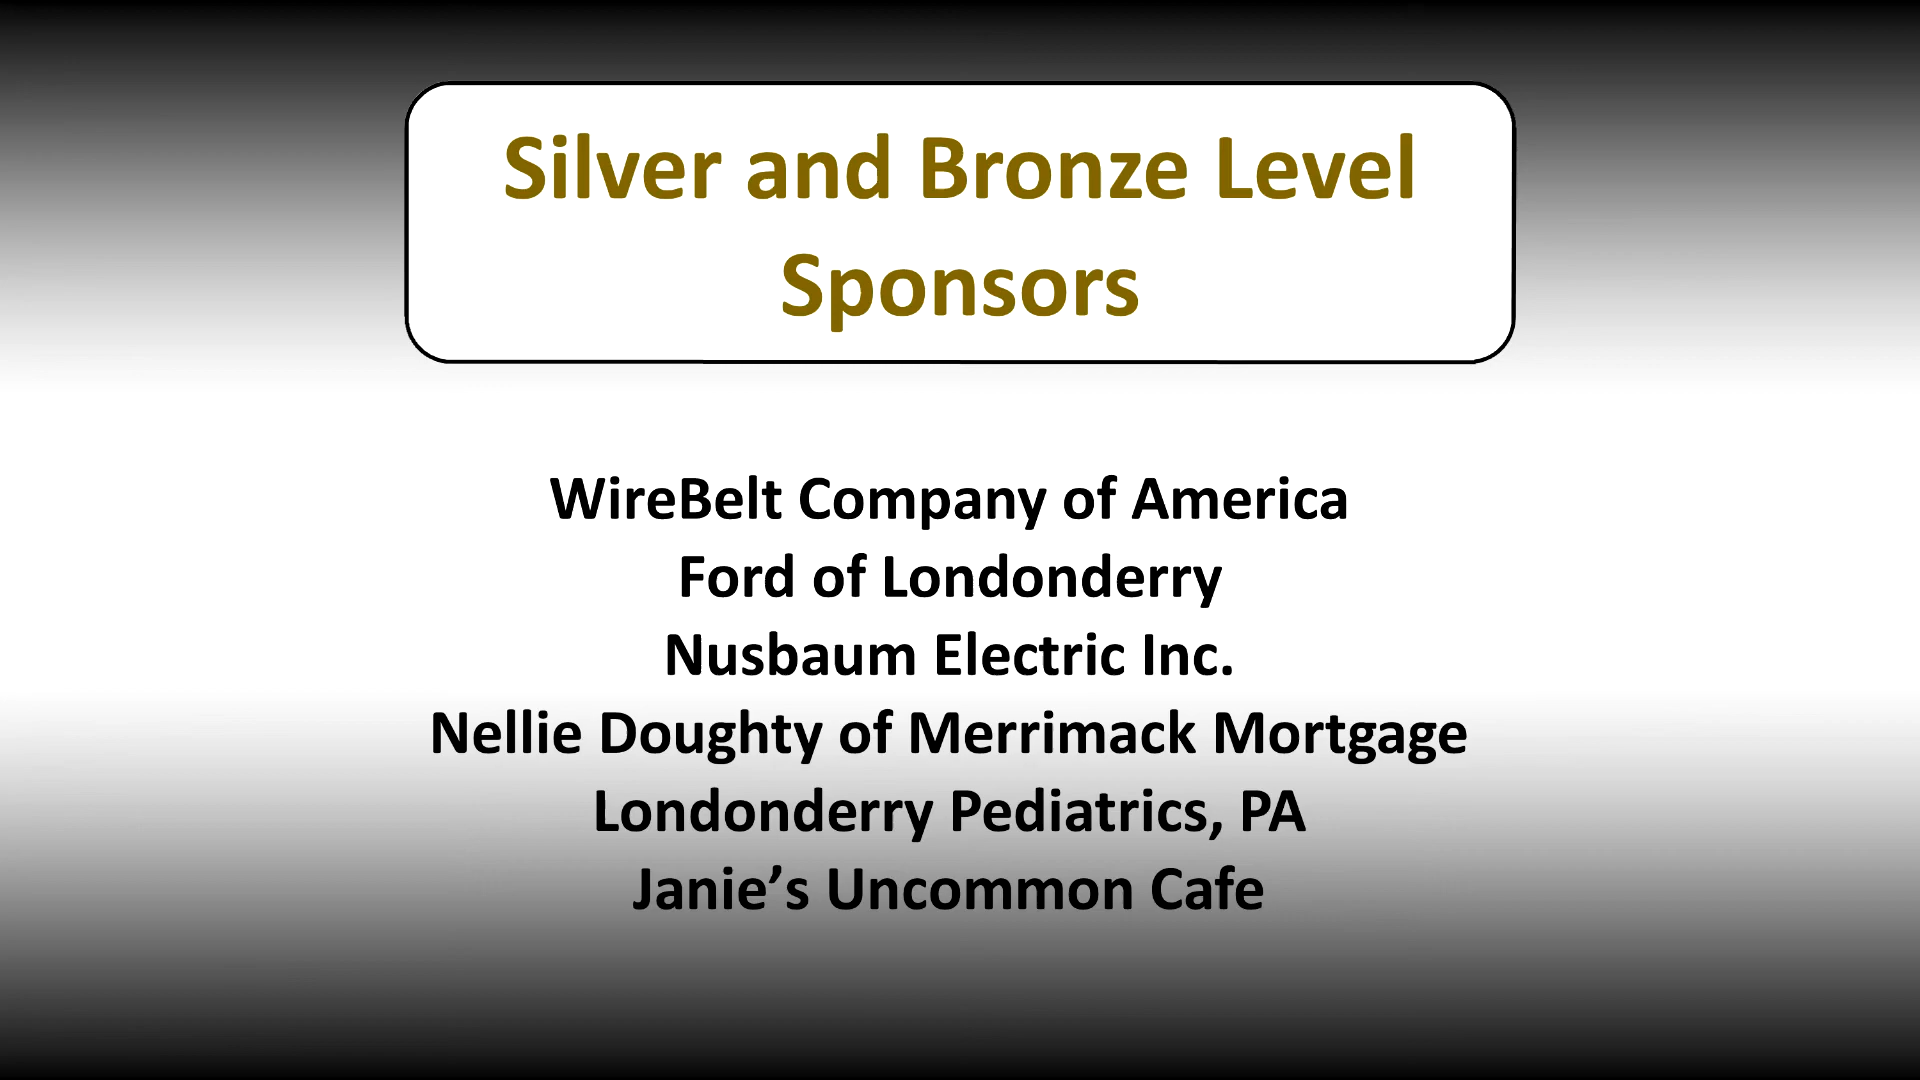 Silver and Bronze Level
Sponsors
WireBelt Company of America
Ford of Londonderry
Nusbaum Electric Inc.
Nellie Doughty of Merrimack Mortgage
Londonderry Pediatrics, PA
Janie’s Uncommon Cafe